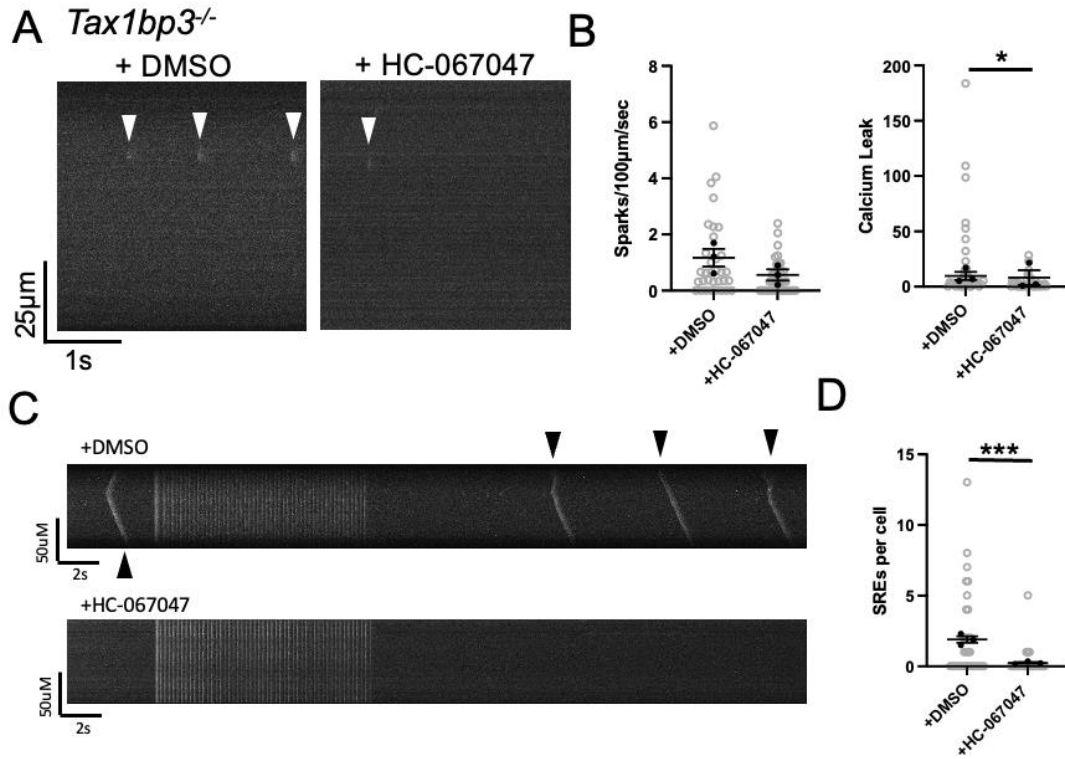 A Tax1bp3-/-
+ DMSO
+ HC-067047
25µm
1s
B
Sparks/100µm/sec
8
6
4
2
0
+DMSO
+HC-067047
Calcium Leak
200
150
100
50
0
*
+DMSO
+HC-067047
C
+DMSO
50uM
2s
+HC-067047
50uM
2s
D
SREs per cell
15
10
5
0
***
+DMSO
+HC-067047